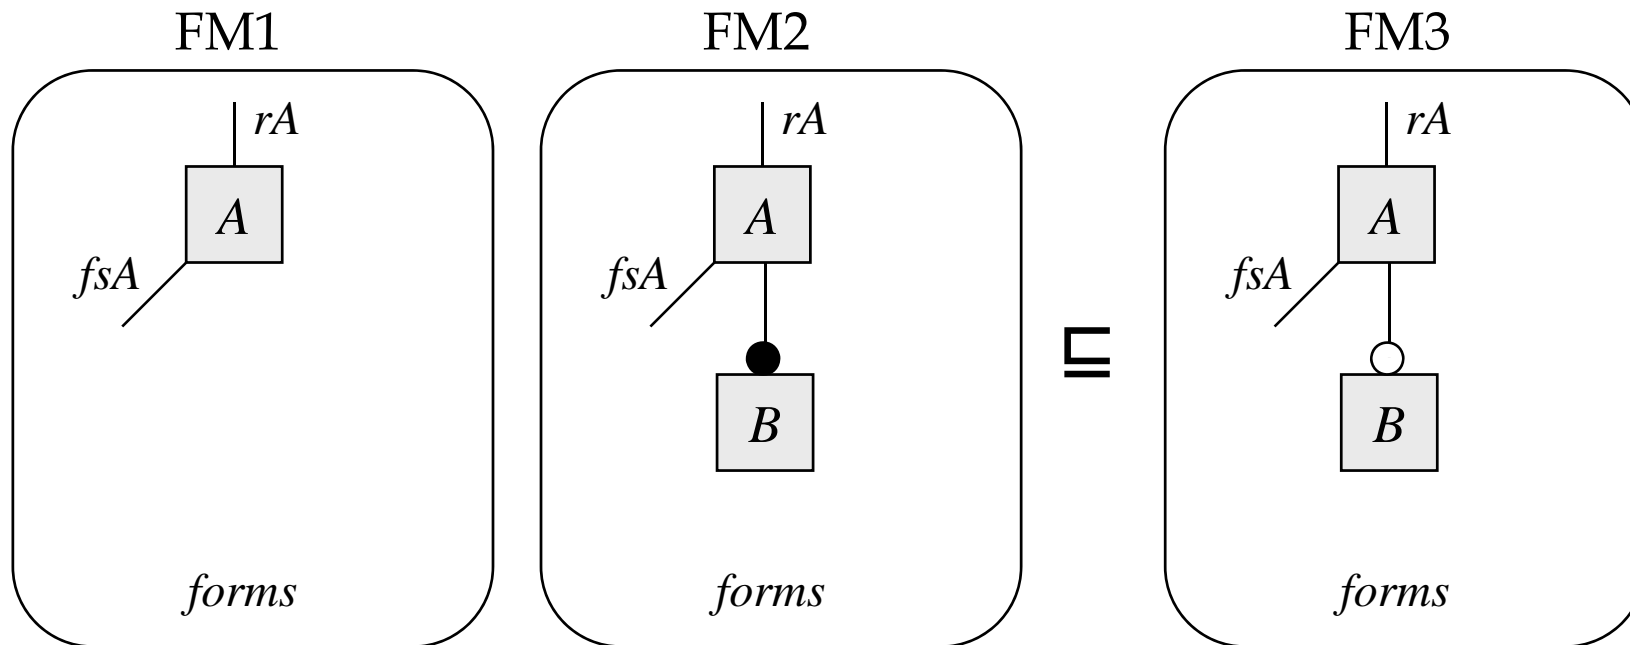 FM1 FM2 FM3
rA rA rA
A A A
fsA fsA fsA
⊑
B B
forms forms forms